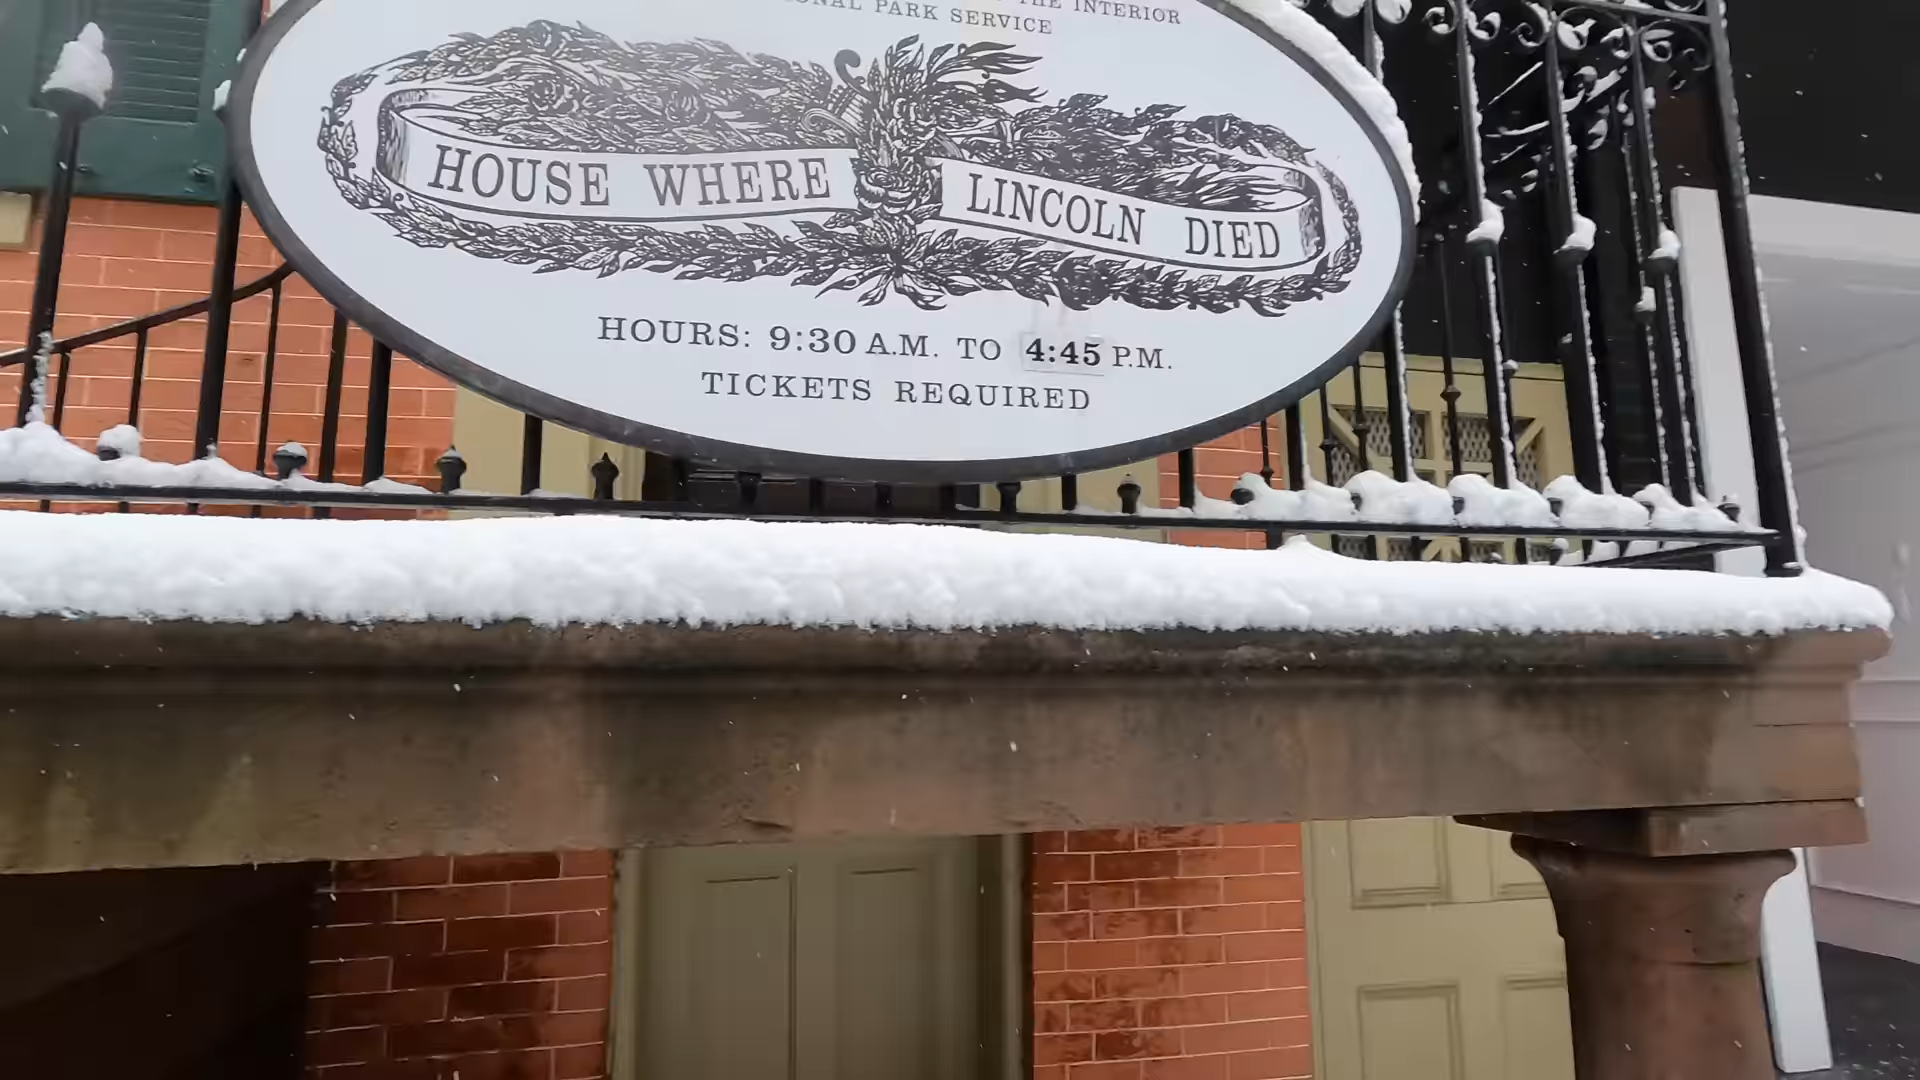 THE INTERIOR
PARK SERVICE
HOUSE WHERE LINCOLN DIED
HOURS: 9:30 A.M. TO 4:45 P.M.
TICKETS REQUIRED